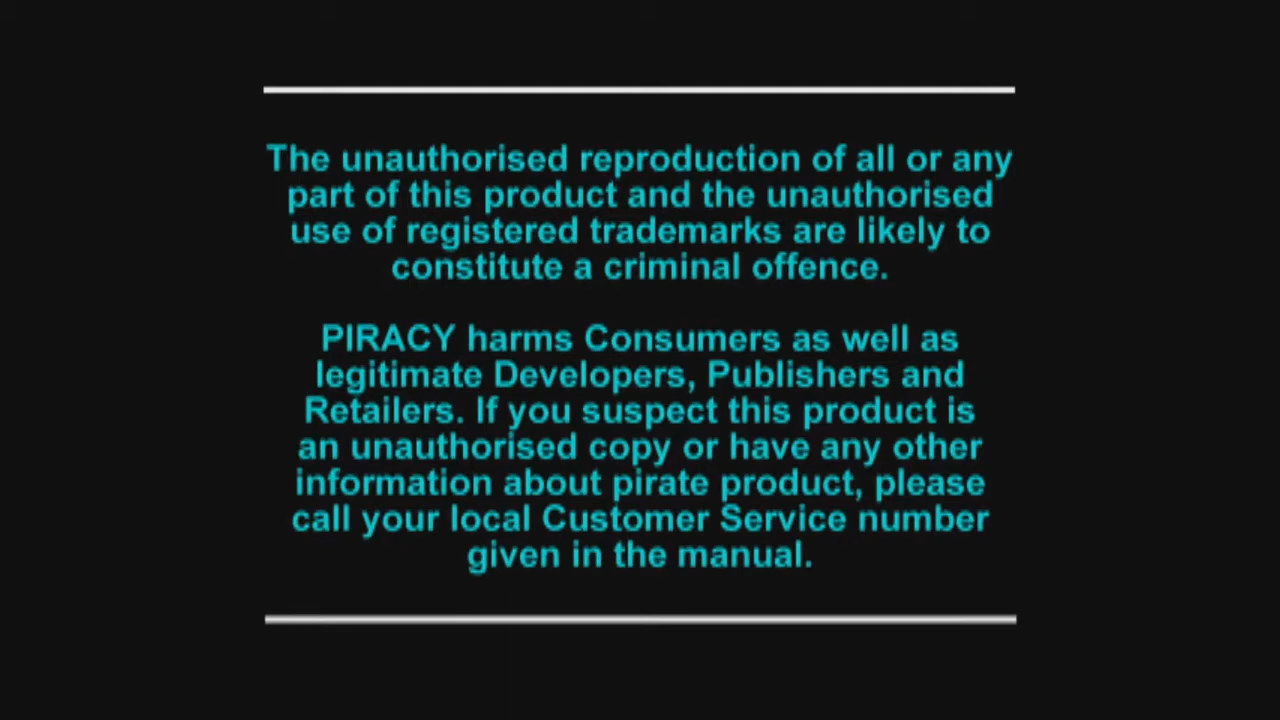 The unauthorised reproduction of all or any
part of this product and the unauthorised
use of registered trademarks are likely to
constitute a criminal offence.
PIRACY harms Consumers as well as
legitimate Developers, Publishers and
Retailers. If you suspect this product is
an unauthorised copy or have any other
information about pirate product, please
call your local Customer Service number
given in the manual.